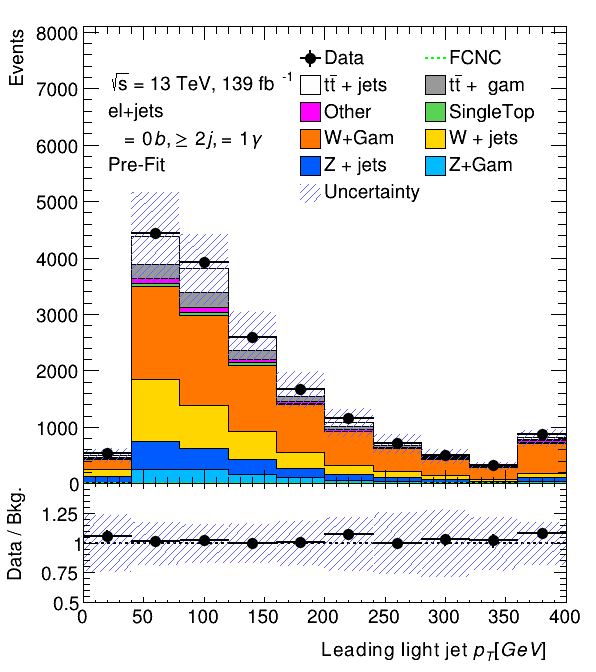 Events
8000
7000
6000
5000
4000
3000
2000
1000
0
√s = 13 TeV, 139 fb⁻¹
el+jets
= 0b, ≥ 2j, = 1γ
Pre-Fit
Data
FCNC
tt̄ + jets
tt̄ + gam
Other
SingleTop
W+Gam
W + jets
Z + jets
Z+Gam
Uncertainty
Data / Bkg.
1.25
1
0.75
0.5
0 50 100 150 200 250 300 350 400
Leading light jet p_T[GeV]